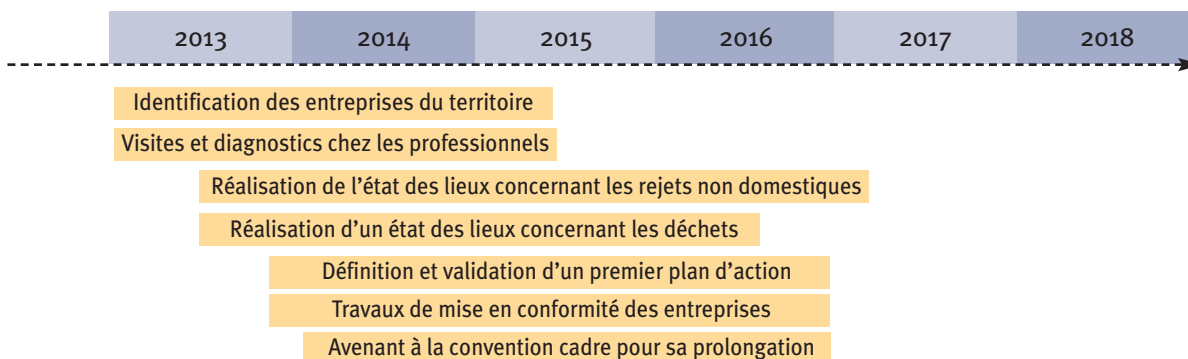 2013 2014 2015 2016 2017 2018
Identification des entreprises du territoire
Visites et diagnostics chez les professionnels
Réalisation de l’état des lieux concernant les rejets non domestiques
Réalisation d’un état des lieux concernant les déchets
Définition et validation d’un premier plan d’action
Travaux de mise en conformité des entreprises
Avenant à la convention cadre pour sa prolongation